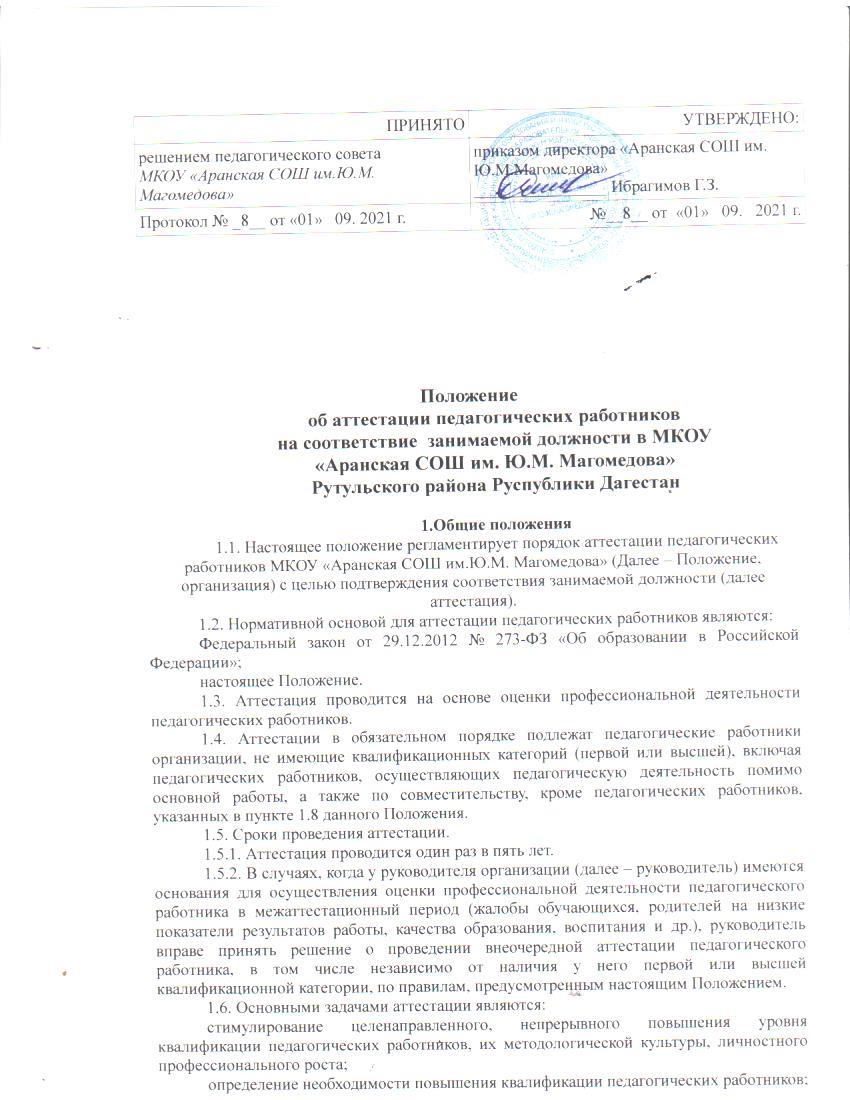 ПРИНЯТО
решением педагогического совета
МКОУ «Аранская СОШ им.Ю.М.
Магомедова»
Протокол № _8__ от «01» 09. 2021 г.
УТВЕРЖДЕНО:
приказом директора «Аранская СОШ им.
Ю.М.Магомедова»
Ибрагимов Г.З.
№__8__ от «01» 09. 2021 г.
Положение
об аттестации педагогических работников
на соответствие занимаемой должности в МКОУ
«Аранская СОШ им. Ю.М. Магомедова»
Рутульского района Руспублики Дагестан
1.Общие положения
1.1. Настоящее положение регламентирует порядок аттестации педагогических
работников МКОУ «Аранская СОШ им.Ю.М. Магомедова» (Далее – Положение,
организация) с целью подтверждения соответствия занимаемой должности (далее
аттестация).
1.2. Нормативной основой для аттестации педагогических работников являются:
Федеральный закон от 29.12.2012 № 273-ФЗ «Об образовании в Российской
Федерации»;
настоящее Положение.
1.3. Аттестация проводится на основе оценки профессиональной деятельности
педагогических работников.
1.4. Аттестации в обязательном порядке подлежат педагогические работники
организации, не имеющие квалификационных категорий (первой или высшей), включая
педагогических работников, осуществляющих педагогическую деятельность помимо
основной работы, а также по совместительству, кроме педагогических работников,
указанных в пункте 1.8 данного Положения.
1.5. Сроки проведения аттестации.
1.5.1. Аттестация проводится один раз в пять лет.
1.5.2. В случаях, когда у руководителя организации (далее – руководитель) имеются
основания для осуществления оценки профессиональной деятельности педагогического
работника в межаттестационный период (жалобы обучающихся, родителей на низкие
показатели результатов работы, качества образования, воспитания и др.), руководитель
вправе принять решение о проведении внеочередной аттестации педагогического
работника, в том числе независимо от наличия у него первой или высшей
квалификационной категории, по правилам, предусмотренным настоящим Положением.
1.6. Основными задачами аттестации являются:
стимулирование целенаправленного, непрерывного повышения уровня
квалификации педагогических работников, их методологической культуры, личностного
профессионального роста;
определение необходимости повышения квалификации педагогических работников;